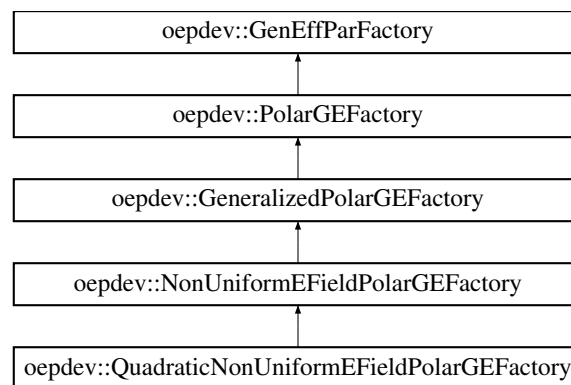 oepdev::GenEffParFactory
oepdev::PolarGEFactory
oepdev::GeneralizedPolarGEFactory
oepdev::NonUniformEFieldPolarGEFactory
oepdev::QuadraticNonUniformEFieldPolarGEFactory